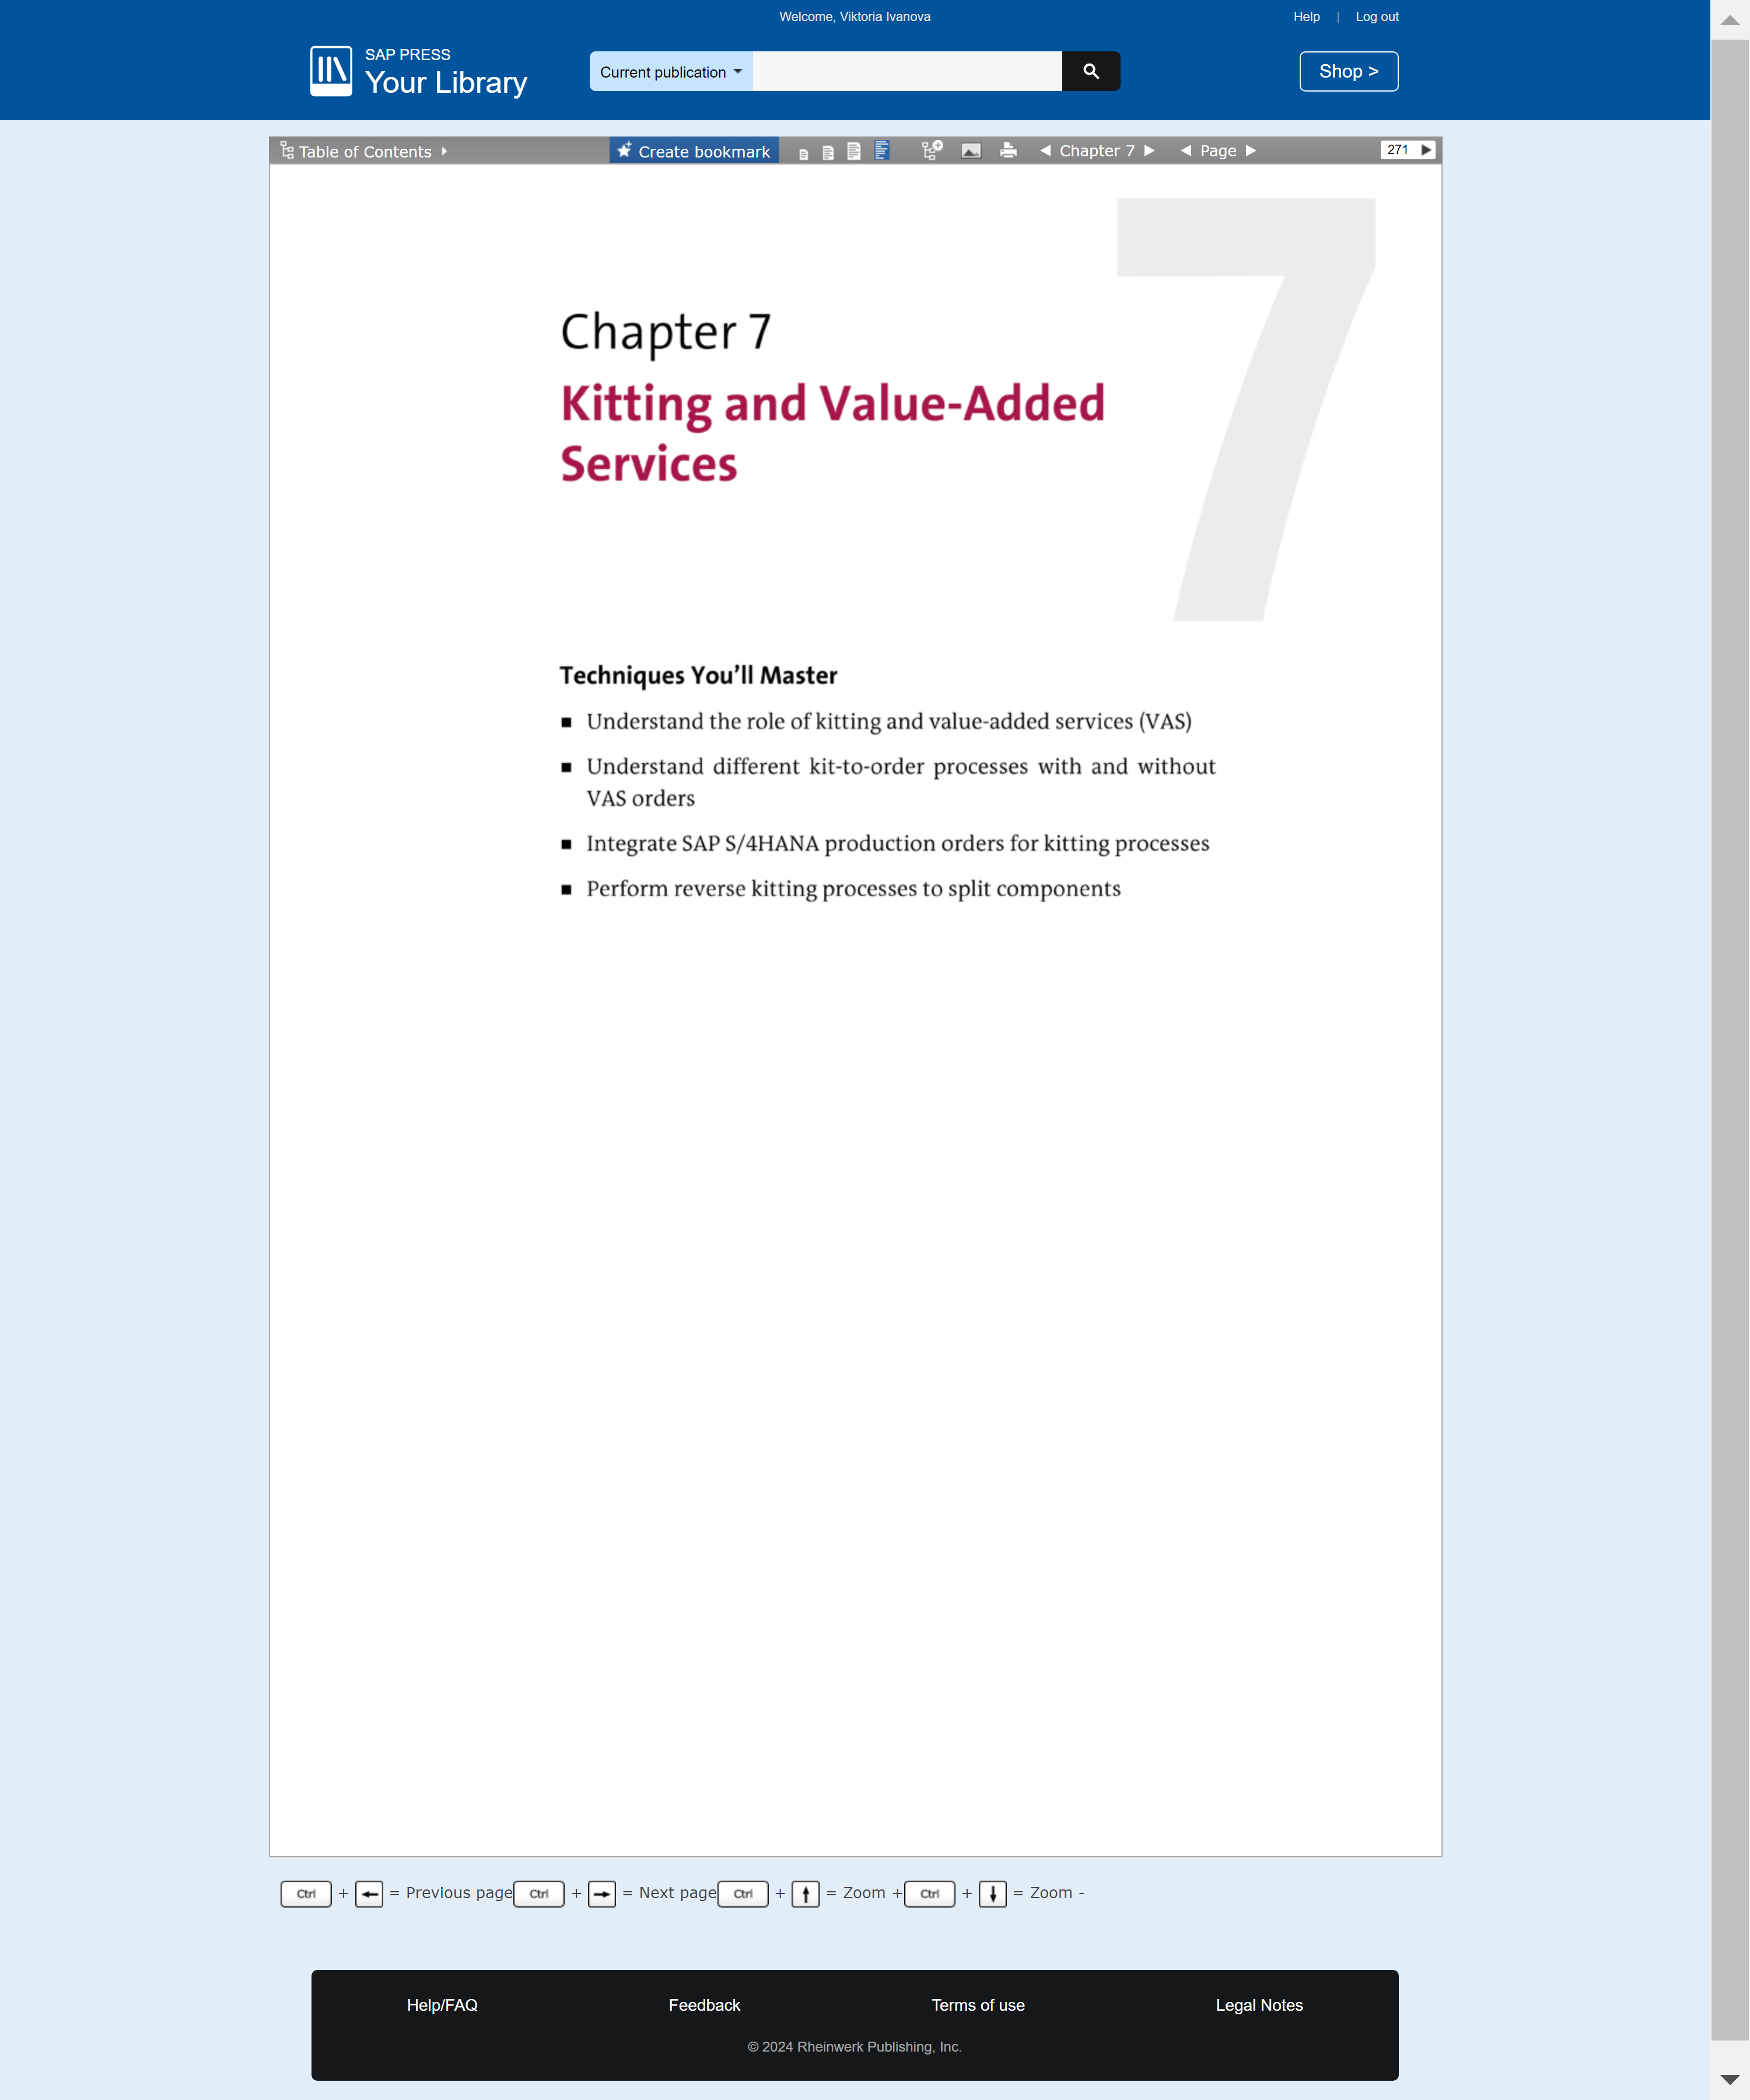 Welcome, Viktoria Ivanova
Help | Log out
SAP PRESS
Your Library
Current publication
Shop >
Table of Contents
Create bookmark
Chapter 7
Page
271
7
Chapter 7
Kitting and Value-Added
Services
Techniques You’ll Master
■ Understand the role of kitting and value-added services (VAS)
■ Understand different kit-to-order processes with and without
VAS orders
■ Integrate SAP S/4HANA production orders for kitting processes
■ Perform reverse kitting processes to split components
Ctrl + ← = Previous page Ctrl + → = Next page Ctrl + ↑ = Zoom + Ctrl + ↓ = Zoom -
Help/FAQ
Feedback
Terms of use
Legal Notes
© 2024 Rheinwerk Publishing, Inc.